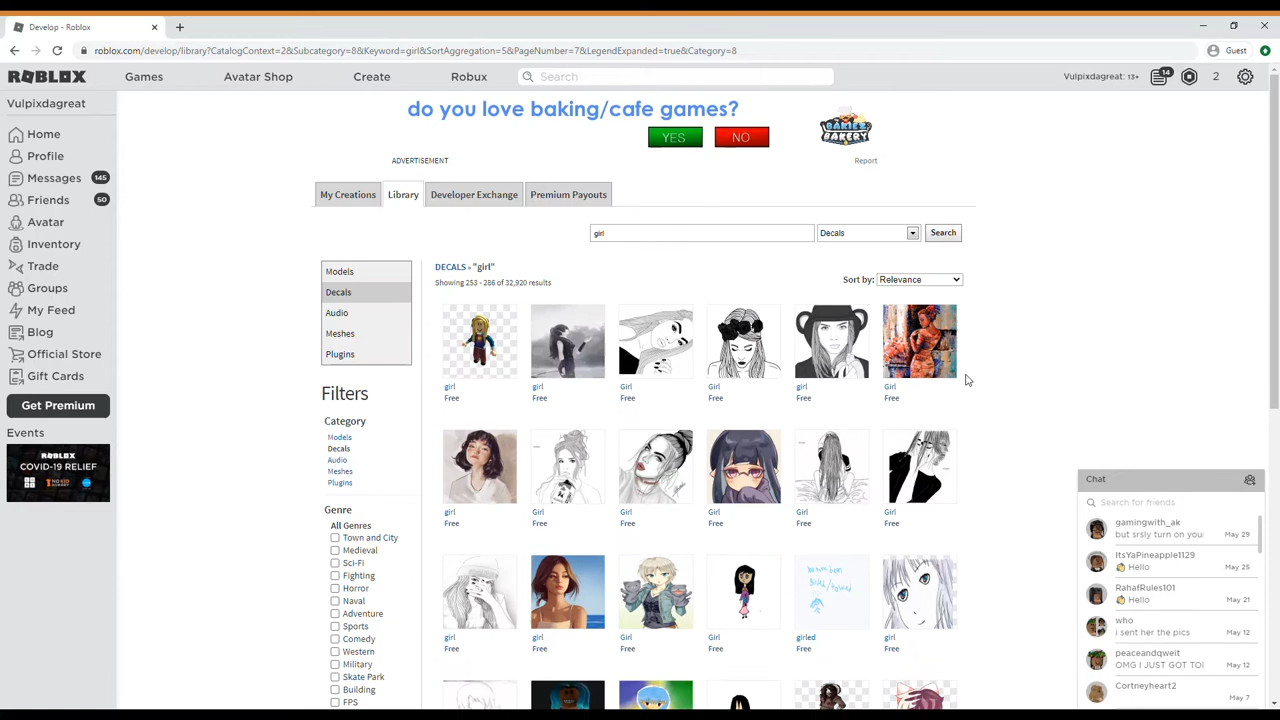 Develop - Roblox
roblox.com/develop/library?CatalogContext=2&Subcategory=8&Keyword=girl&SortAggregation=5&PageNumber=7&LegendExpanded=true&Category=8
Guest
ROBLOX
Games
Avatar Shop
Create
Robux
Search
Vulpixdagreat: 13+
14
2
Vulpixdagreat
Home
Profile
Messages 145
Friends 50
Avatar
Inventory
Trade
Groups
My Feed
Blog
Official Store
Gift Cards
Get Premium
Events
ROBLOX
COVID-19 RELIEF
NO KID HUNGRY
do you love baking/cafe games?
YES
NO
BAKIEZ
BAKERY
ADVERTISEMENT
Report
My Creations
Library
Developer Exchange
Premium Payouts
girl
Decals
Search
Models
Decals
Audio
Meshes
Plugins
Filters
Category
Models
Decals
Audio
Meshes
Plugins
Genre
All Genres
Town and City
Medieval
Sci-Fi
Fighting
Horror
Naval
Adventure
Sports
Comedy
Western
Military
Skate Park
Building
FPS
DECALS » "girl"
Showing 253 - 286 of 32,920 results
Sort by: Relevance
girl girl Girl Girl girl Girl
Free Free Free Free Free Free
girl Girl Girl Girl Girl Girl
Free Free Free Free Free Free
girl girl Girl Girl girled girl
Free Free Free Free Free Free
Chat
Search for friends
gamingwith_ak
but srsly turn on you May 29
ItsYaPineapple1129
👋 Hello May 25
RahafRules101
👋 Hello May 21
who
i sent her the pics May 12
peaceandqweit
OMG I JUST GOT TOI May 12
Cortneyheart2
May 7